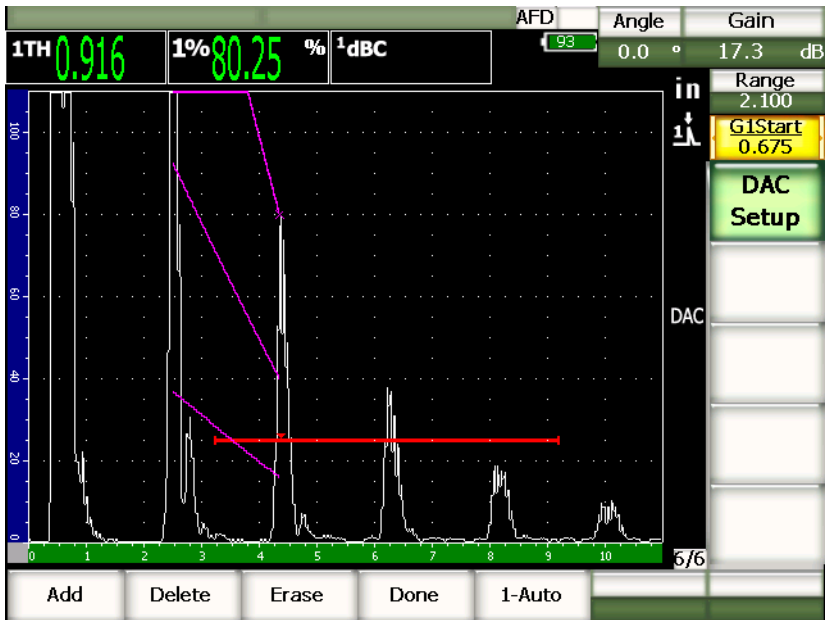 AFD
Angle
Gain
1TH 0.916
1% 80.25 %
1dBC
93
0.0 °
17.3 dB
in
Range
2.100
1
G1Start
0.675
DAC
Setup
DAC
100
80
60
40
20
0
0 1 2 3 4 5 6 7 8 9 10
6/6
Add Delete Erase Done 1-Auto